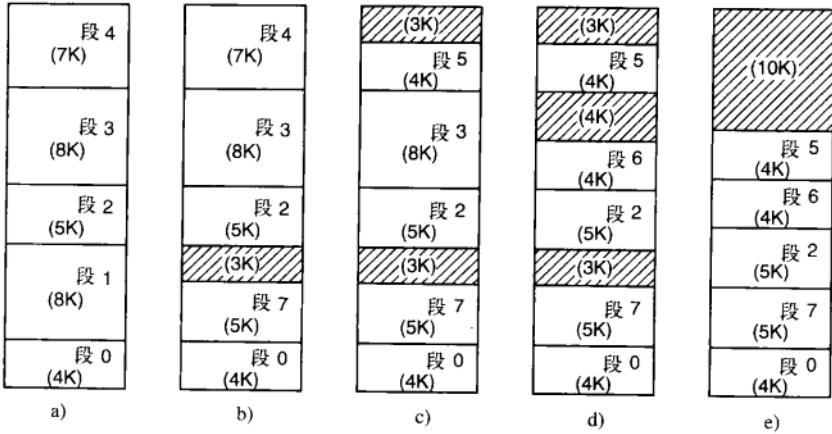 段 4
(7K)
段 3
(8K)
段 2
(5K)
段 1
(8K)
段 0
(4K)
a)
段 4
(7K)
段 3
(8K)
段 2
(5K)
(3K)
段 7
(5K)
段 0
(4K)
b)
(3K)
段 5
(4K)
段 3
(8K)
段 2
(5K)
(3K)
段 7
(5K)
段 0
(4K)
c)
(3K)
段 5
(4K)
(4K)
段 6
(4K)
段 2
(5K)
(3K)
段 7
(5K)
段 0
(4K)
d)
(10K)
段 5
(4K)
段 6
(4K)
段 2
(5K)
段 7
(5K)
段 0
(4K)
e)